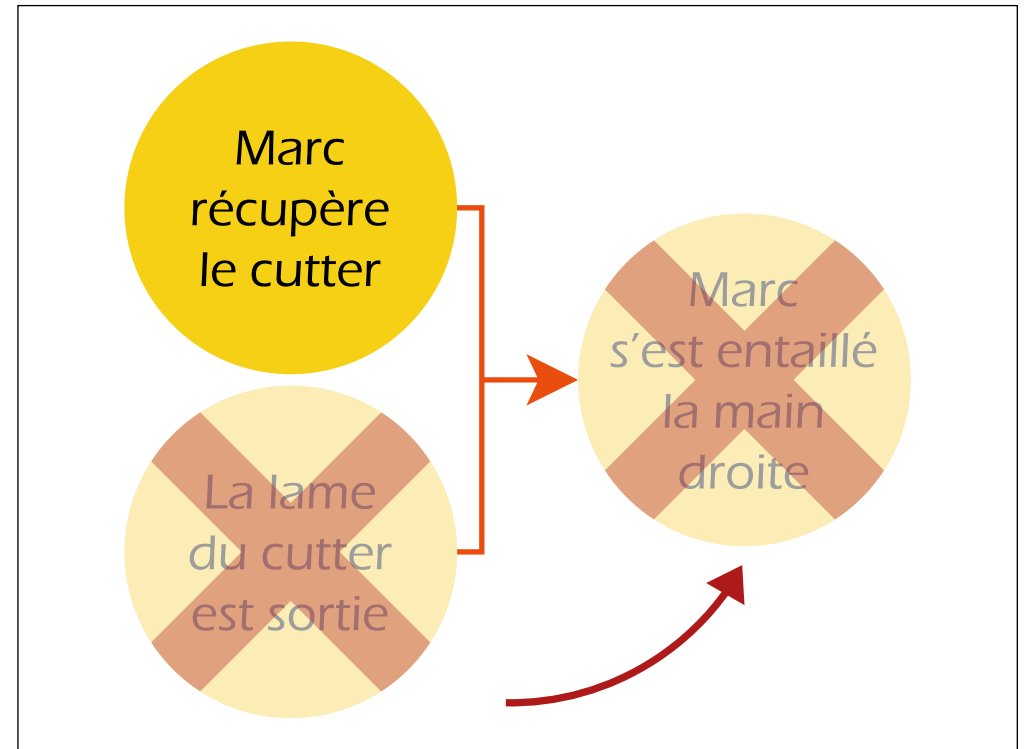 Marc
récupère
le cutter
Marc
s’est entaillé
la main
droite
La lame
du cutter
est sortie